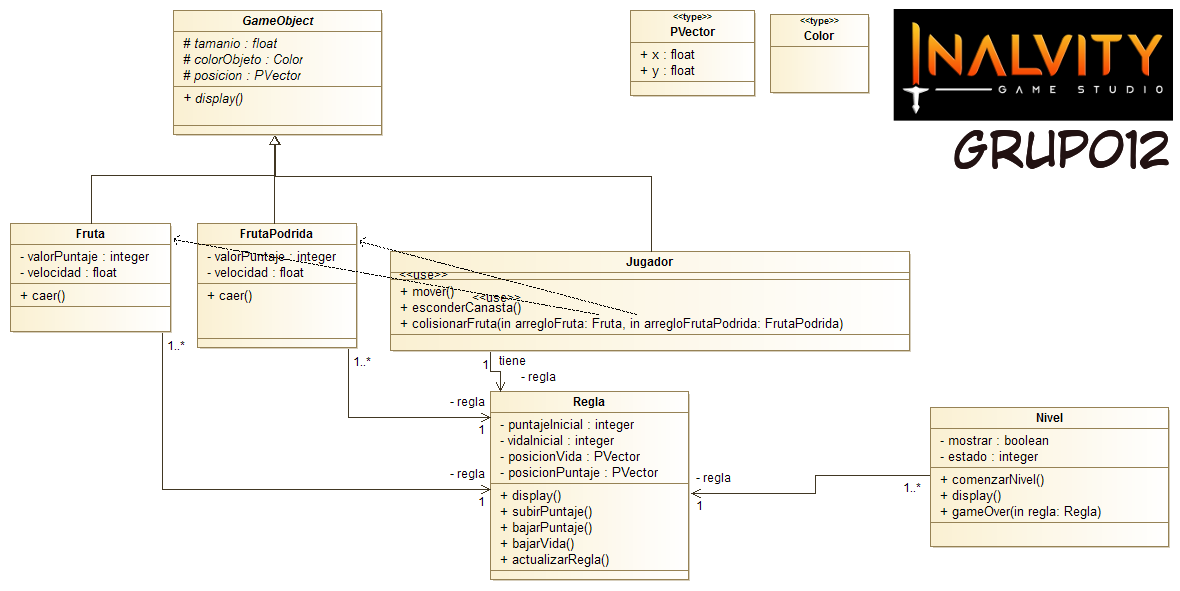 GameObject
# tamanio : float
# colorObjeto : Color
# posicion : PVector
+ display()
<<type>>
PVector
+ x : float
+ y : float
<<type>>
Color
INALVITY
GAME STUDIO
GRUPO12
Fruta
- valorPuntaje : integer
- velocidad : float
+ caer()
FrutaPodrida
- valorPuntaje : integer
- velocidad : float
+ caer()
Jugador
<<use>>
+ mover()
<<use>>
+ esconderCanasta()
+ colisionarFruta(in arregloFruta: Fruta, in arregloFrutaPodrida: FrutaPodrida)
1..*
1..*
1
tiene
- regla
- regla
1
- regla
1
Regla
- puntajeInicial : integer
- vidaInicial : integer
- posicionVida : PVector
- posicionPuntaje : PVector
+ display()
+ subirPuntaje()
+ bajarPuntaje()
+ bajarVida()
+ actualizarRegla()
- regla
1
1..*
Nivel
- mostrar : boolean
- estado : integer
+ comenzarNivel()
+ display()
+ gameOver(in regla: Regla)